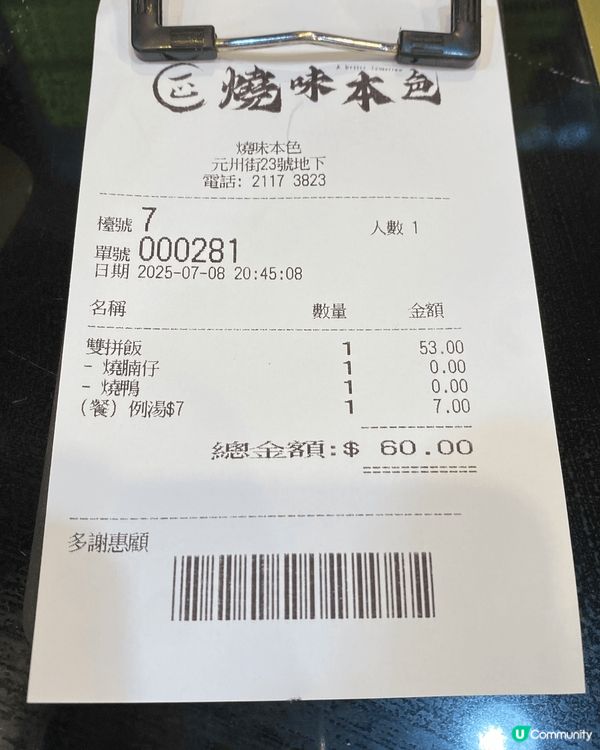 正 燒味本色
燒味本色
元州街23號地下
電話: 2117 3823
檯號 7 人數 1
單號 000281
日期 2025-07-08 20:45:08
名稱 數量 金額
雙拼飯 1 53.00
- 燒腩仔 1 0.00
- 燒鴨 1 0.00
(餐) 例湯$7 1 7.00
總金額:$ 60.00
多謝惠顧
U Community